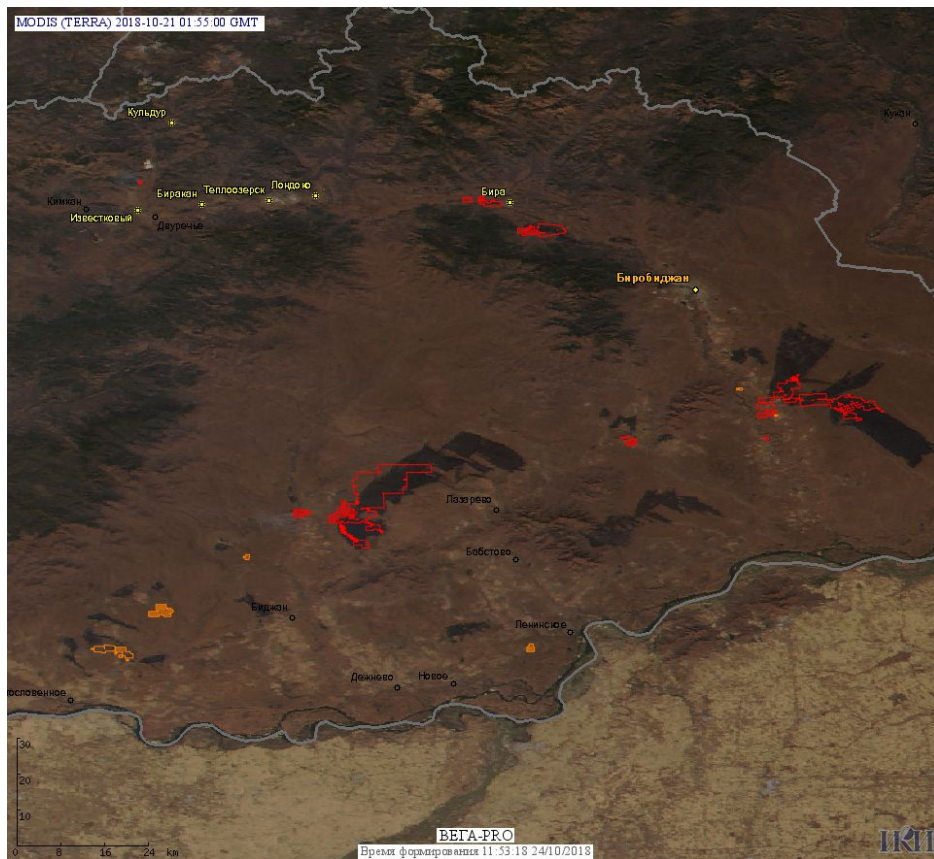 MODIS (TERRA) 2018-10-21 01:55:00 GMT
Кульдур
Кукан
Кимкан
Известковый
Биракан
Двуречье
Теплоозерск
Лондоко
Бира
Биробиджан
Лазарево
Бабстово
Биджан
Ленинское
Дежнево
Новое
гословенное
30
20
10
0
0 8 16 24 km
ВЕГА-PRO
Время формирования 11:53:18 24/10/2018
ИКИ